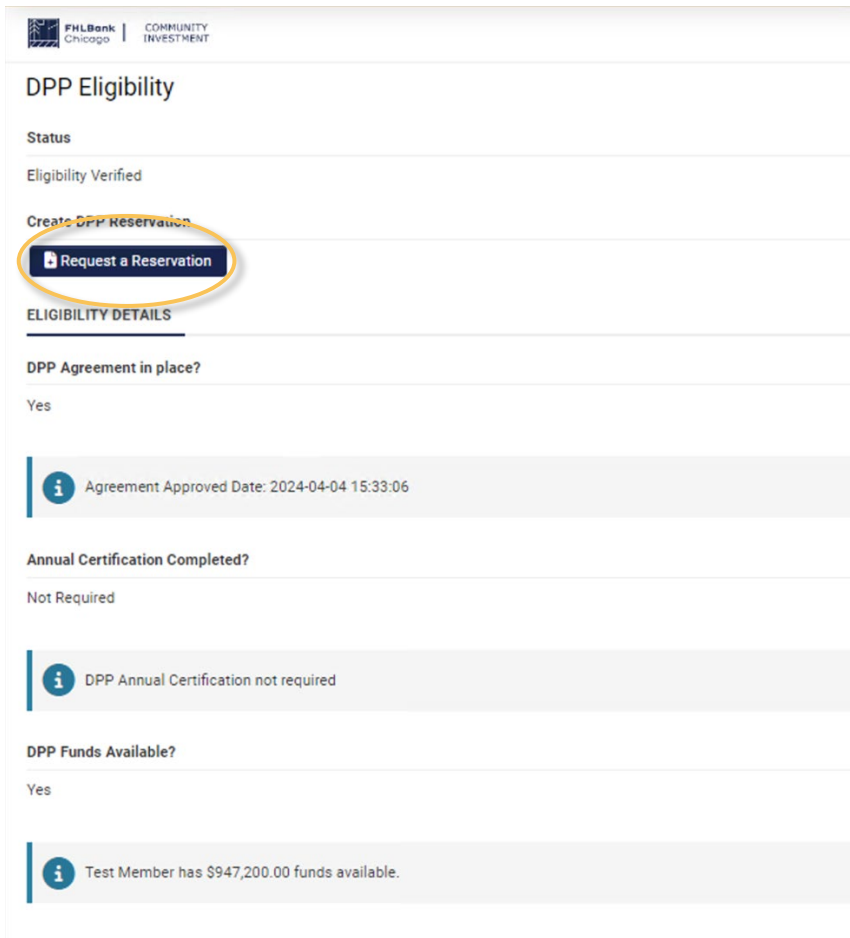 FHLBank
Chicago
COMMUNITY
INVESTMENT
DPP Eligibility
Status
Eligibility Verified
Create DPP Reservation
Request a Reservation
ELIGIBILITY DETAILS
DPP Agreement in place?
Yes
Agreement Approved Date: 2024-04-04 15:33:06
Annual Certification Completed?
Not Required
DPP Annual Certification not required
DPP Funds Available?
Yes
Test Member has $947,200.00 funds available.